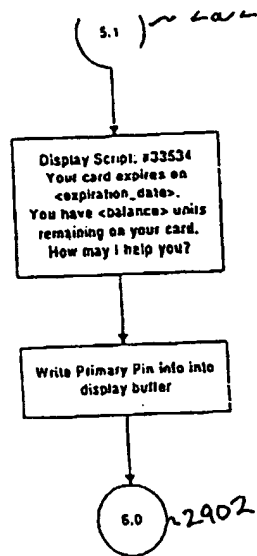 5.1
Display Script: #33534
Your card expires on
<expiration_date>.
You have <balance> units
remaining on your card.
How may I help you?
Write Primary Pin info into
display buffer
6.0 2902